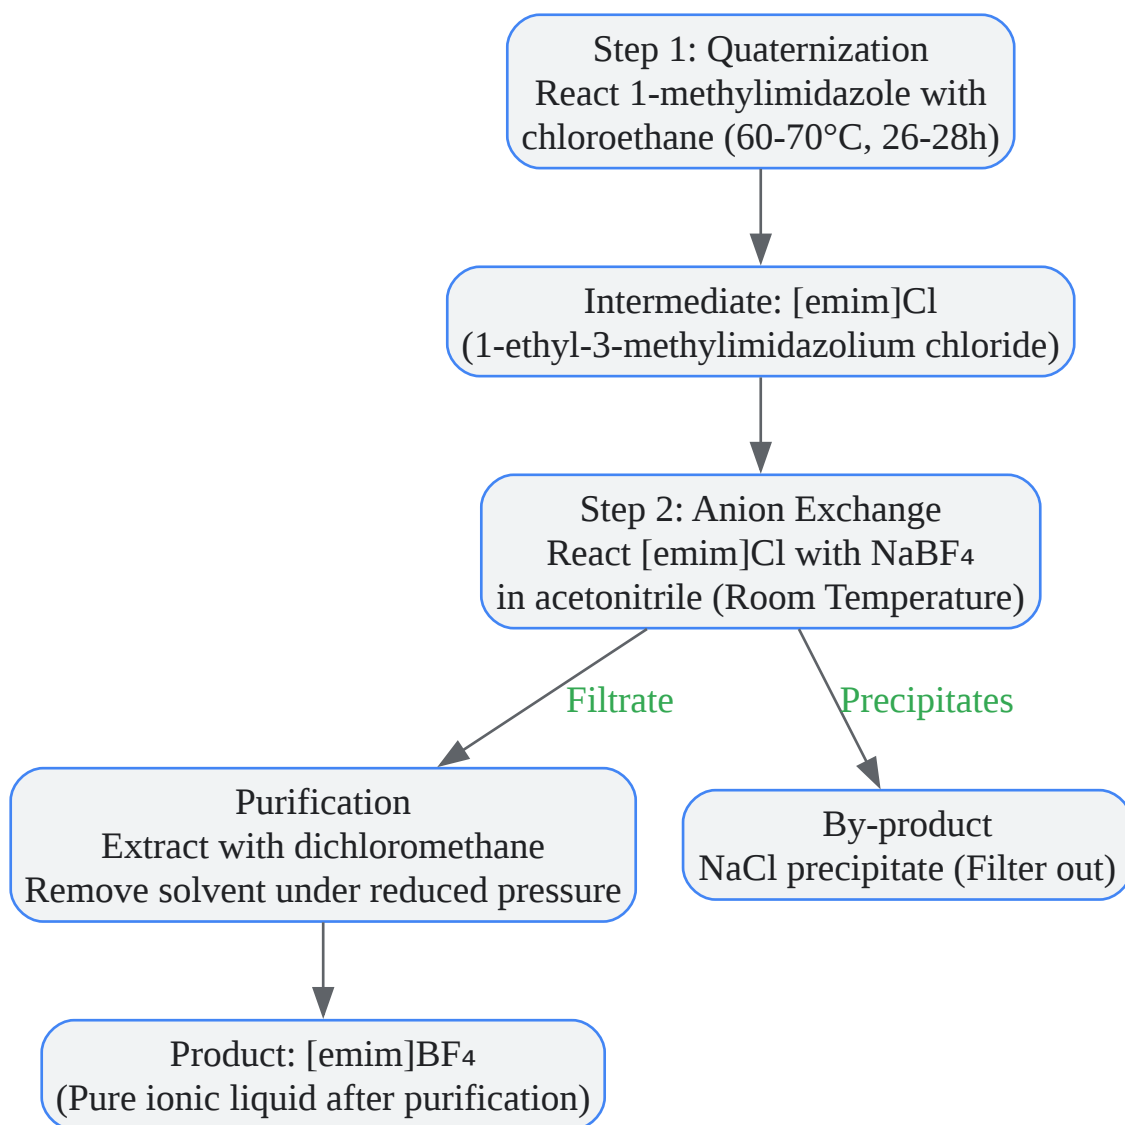 Step 1: Quaternization
React 1-methylimidazole with
chloroethane (60-70°C, 26-28h)
Intermediate: [emim]Cl
(1-ethyl-3-methylimidazolium chloride)
Step 2: Anion Exchange
React [emim]Cl with NaBF₄
in acetonitrile (Room Temperature)
Filtrate
Precipitates
Purification
Extract with dichloromethane
Remove solvent under reduced pressure
By-product
NaCl precipitate (Filter out)
Product: [emim]BF₄
(Pure ionic liquid after purification)